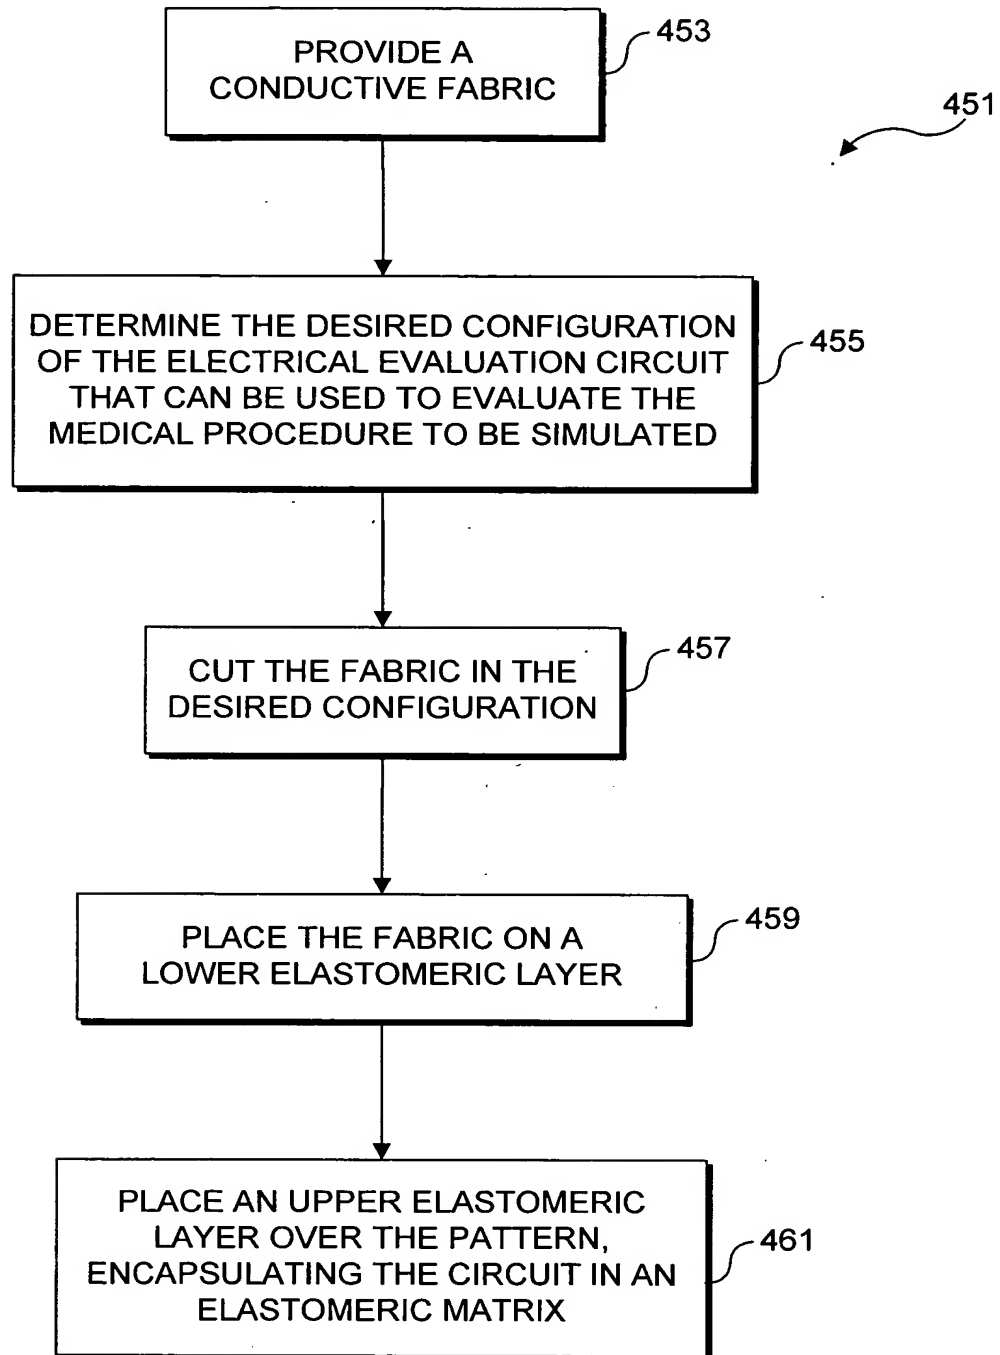 PROVIDE A
CONDUCTIVE FABRIC
453
451
DETERMINE THE DESIRED CONFIGURATION
OF THE ELECTRICAL EVALUATION CIRCUIT
THAT CAN BE USED TO EVALUATE THE
MEDICAL PROCEDURE TO BE SIMULATED
455
CUT THE FABRIC IN THE
DESIRED CONFIGURATION
457
PLACE THE FABRIC ON A
LOWER ELASTOMERIC LAYER
459
PLACE AN UPPER ELASTOMERIC
LAYER OVER THE PATTERN,
ENCAPSULATING THE CIRCUIT IN AN
ELASTOMERIC MATRIX
461